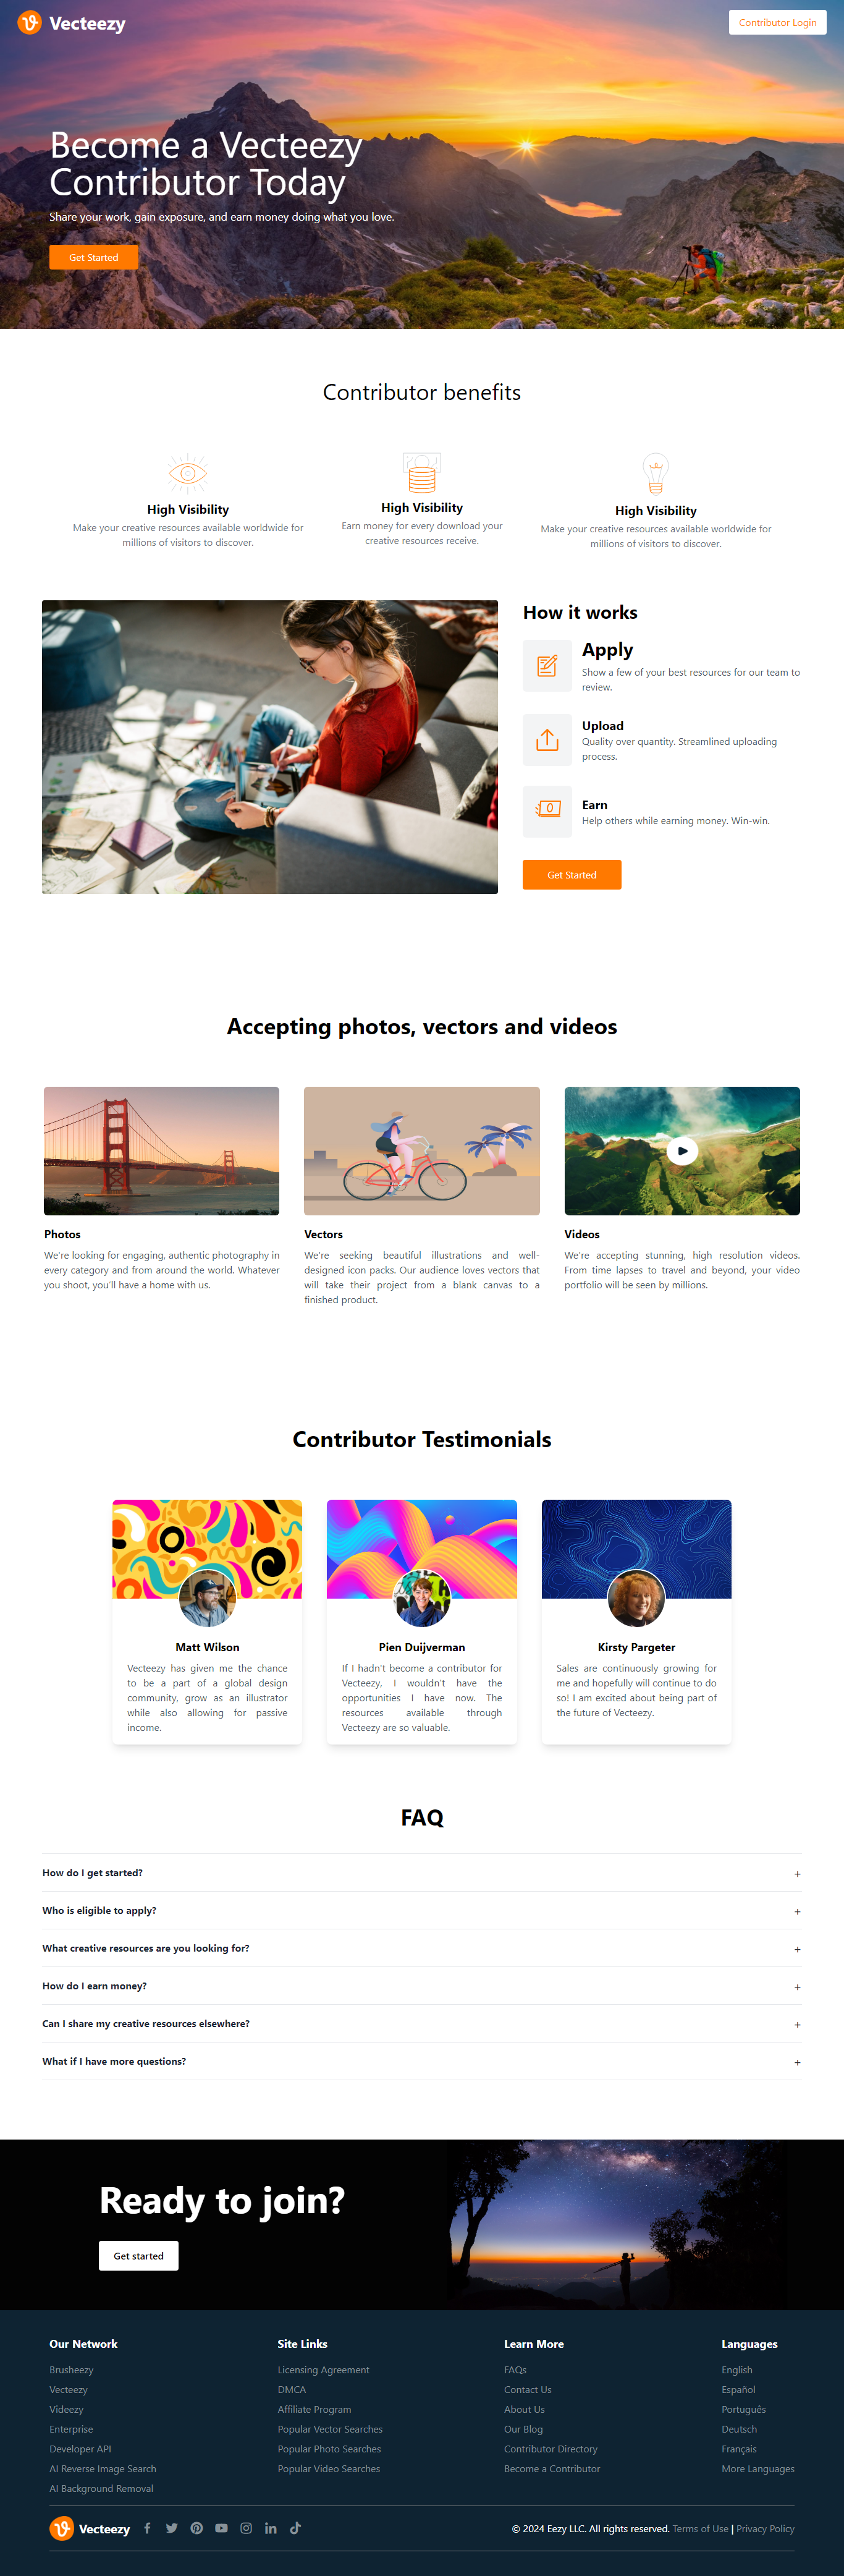 Vecteezy
Contributor Login
Become a Vecteezy
Contributor Today
Share your work, gain exposure, and earn money doing what you love.
Get Started
Contributor benefits
High Visibility
Make your creative resources available worldwide for
millions of visitors to discover.
High Visibility
Earn money for every download your
creative resources receive.
High Visibility
Make your creative resources available worldwide for
millions of visitors to discover.
How it works
Apply
Show a few of your best resources for our team to
review.
Upload
Quality over quantity. Streamlined uploading
process.
Earn
Help others while earning money. Win-win.
Get Started
Accepting photos, vectors and videos
Photos
We're looking for engaging, authentic photography in
every category and from around the world. Whatever
you shoot, you'll have a home with us.
Vectors
We're seeking beautiful illustrations and well-
designed icon packs. Our audience loves vectors that
will take their project from a blank canvas to a
finished product.
Videos
We're accepting stunning, high resolution videos.
From time lapses to travel and beyond, your video
portfolio will be seen by millions.
Contributor Testimonials
Matt Wilson
Vecteezy has given me the chance
to be a part of a global design
community, grow as an illustrator
while also allowing for passive
income.
Pien Duijverman
If I hadn't become a contributor for
Vecteezy, I wouldn't have the
opportunities I have now. The
resources available through
Vecteezy are so valuable.
Kirsty Pargeter
Sales are continuously growing for
me and hopefully will continue to do
so! I am excited about being part of
the future of Vecteezy.
FAQ
How do I get started? +
Who is eligible to apply? +
What creative resources are you looking for? +
How do I earn money? +
Can I share my creative resources elsewhere? +
What if I have more questions? +
Ready to join?
Get started
Our Network
Brusheezy
Vecteezy
Videezy
Enterprise
Developer API
AI Reverse Image Search
AI Background Removal
Site Links
Licensing Agreement
DMCA
Affiliate Program
Popular Vector Searches
Popular Photo Searches
Popular Video Searches
Learn More
FAQs
Contact Us
About Us
Our Blog
Contributor Directory
Become a Contributor
Languages
English
Español
Português
Deutsch
Français
More Languages
Vecteezy
© 2024 Eezy LLC. All rights reserved. Terms of Use | Privacy Policy